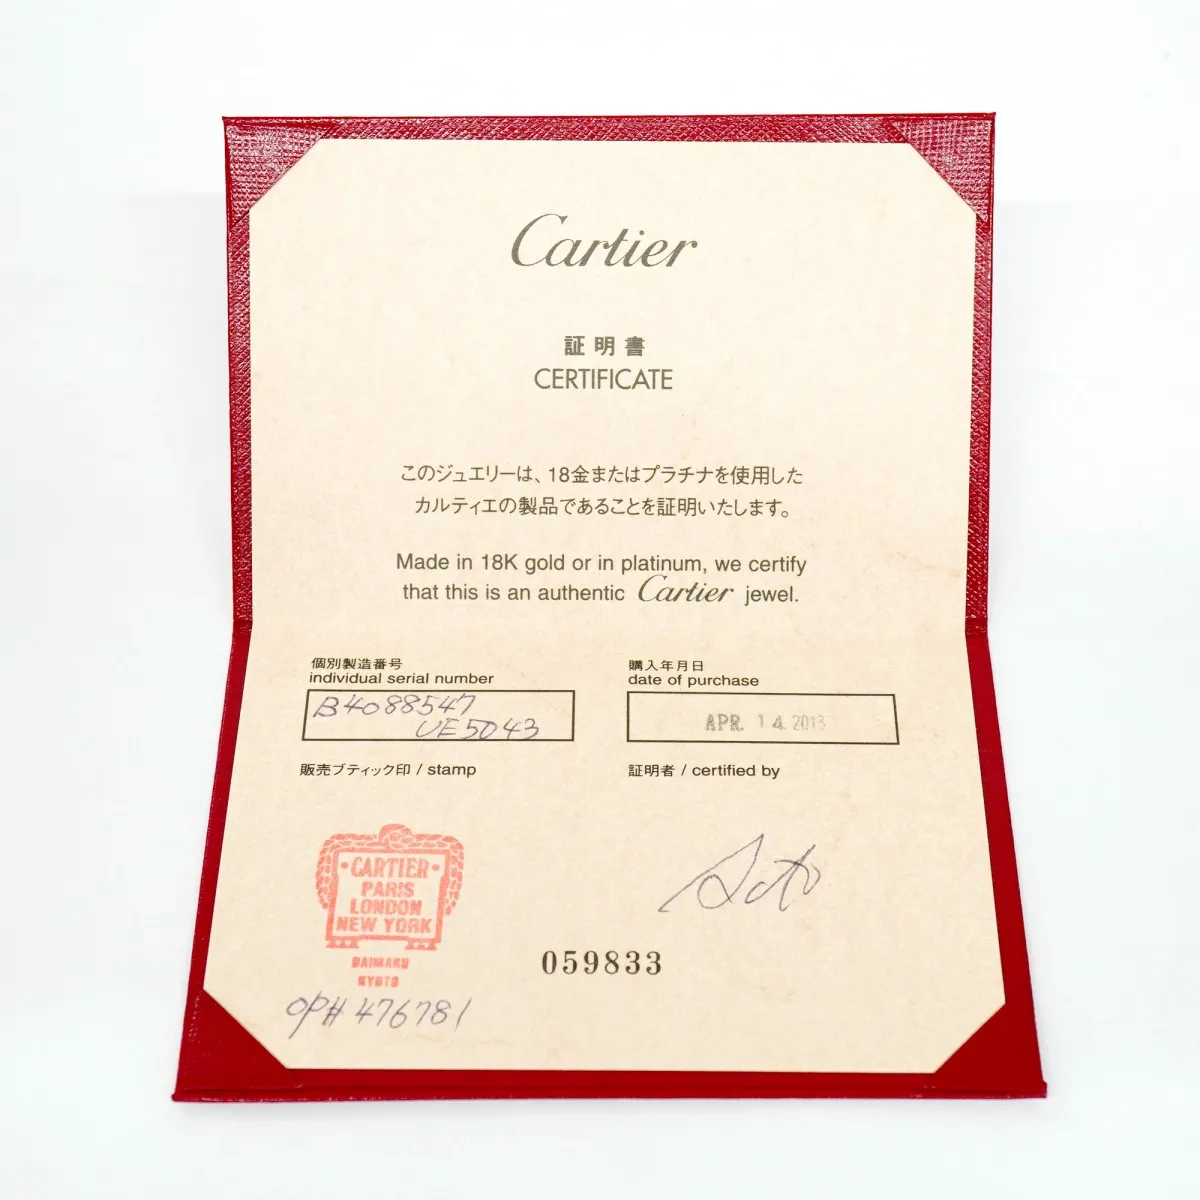 Cartier
証明書
CERTIFICATE
このジュエリーは、18金またはプラチナを使用した
カルティエの製品であることを証明いたします。
Made in 18K gold or in platinum, we certify
that this is an authentic Cartier jewel.
個別製造番号
individual serial number
B4088547
UE5043
購入年月日
date of purchase
APR. 14. 2013
販売ブティック印 / stamp
証明者 / certified by
·CARTIER·
PARIS
LONDON
NEW YORK
DAIMARU
KYOTO
OP# 476781
059833